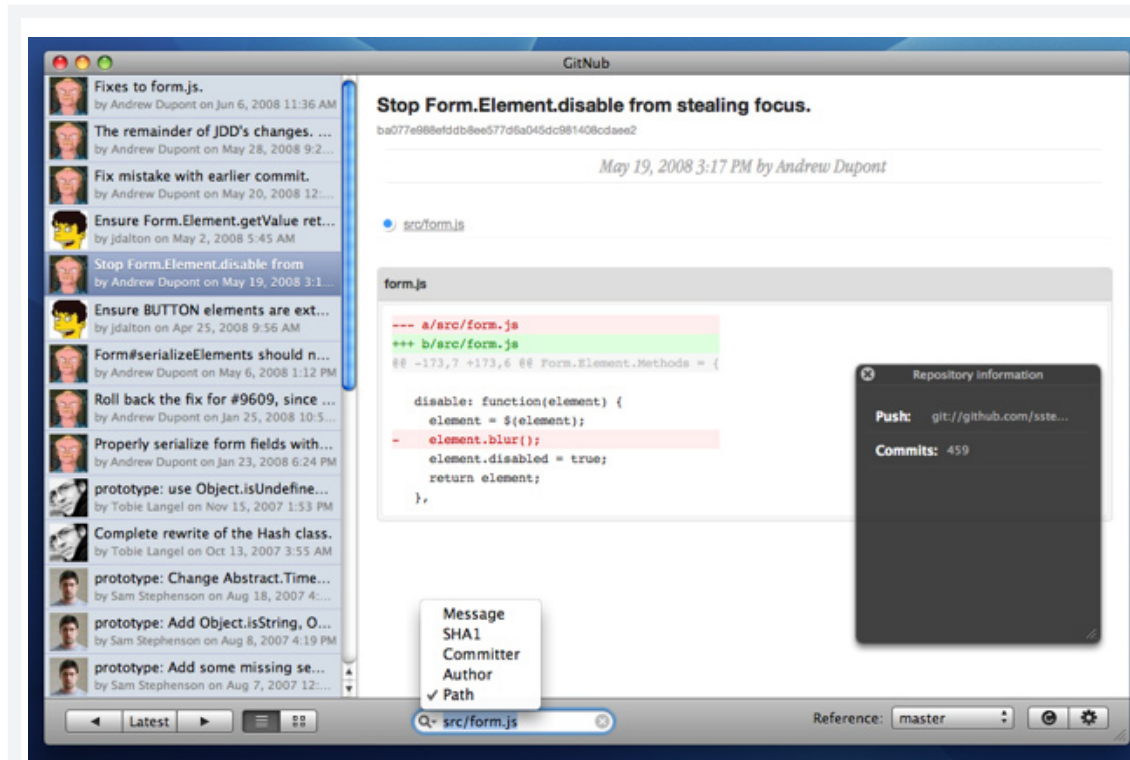 GitNub
Fixes to form.js.
by Andrew Dupont on Jun 6, 2008 11:36 AM
The remainder of JDD's changes. ...
by Andrew Dupont on May 28, 2008 9:2...
Fix mistake with earlier commit.
by Andrew Dupont on May 20, 2008 12:...
Ensure Form.Element.getValue ret...
by jdalton on May 2, 2008 5:45 AM
Stop Form.Element.disable from
by Andrew Dupont on May 19, 2008 3:1...
Ensure BUTTON elements are ext...
by jdalton on Apr 25, 2008 9:56 AM
Form#serializeElements should n...
by Andrew Dupont on May 6, 2008 1:12 PM
Roll back the fix for #9609, since ...
by Andrew Dupont on Jan 25, 2008 10:5...
Properly serialize form fields with...
by Andrew Dupont on Jan 23, 2008 6:24 PM
prototype: use Object.isUndefine...
by Tobie Langel on Nov 15, 2007 1:53 PM
Complete rewrite of the Hash class.
by Tobie Langel on Oct 13, 2007 3:55 AM
prototype: Change Abstract.Time...
by Sam Stephenson on Aug 18, 2007 4:...
prototype: Add Object.isString, O...
by Sam Stephenson on Aug 8, 2007 4:19 PM
prototype: Add some missing se...
by Sam Stephenson on Aug 7, 2007 12:...
Stop Form.Element.disable from stealing focus.
ba077e988efddb8ee577d6a045dc981408cdaee2
May 19, 2008 3:17 PM by Andrew Dupont
src/form.js
form.js
--- a/src/form.js
+++ b/src/form.js
@@ -173,7 +173,6 @@ Form.Element.Methods = {
disable: function(element) {
element = $(element);
- element.blur();
element.disabled = true;
return element;
},
Repository information
Push: git://github.com/sste...
Commits: 459
Message
SHA1
Committer
Author
✓ Path
Latest
src/form.js
Reference: master